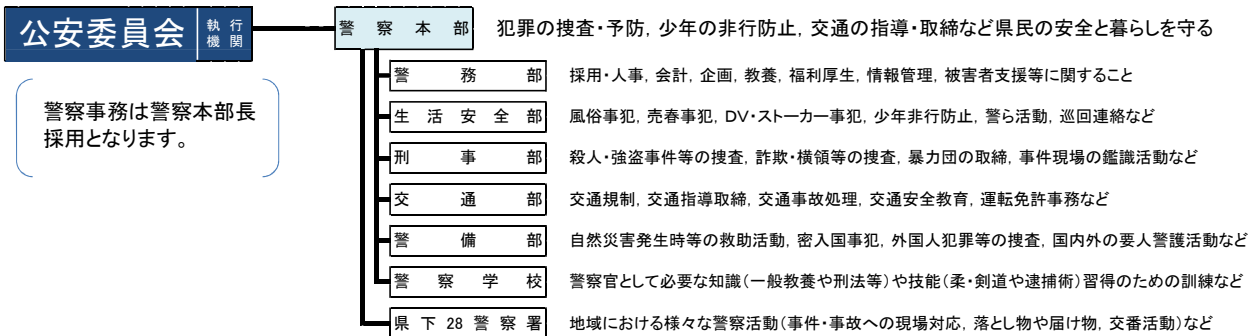 公安委員会 執行機関 警察本部 犯罪の捜査・予防, 少年の非行防止, 交通の指導・取締など県民の安全と暮らしを守る
警察事務は警察本部長
採用となります。
警務部 採用・人事, 会計, 企画, 教養, 福利厚生, 情報管理, 被害者支援等に関すること
生活安全部 風俗事犯, 売春事犯, DV・ストーカー事犯, 少年非行防止, 警ら活動, 巡回連絡など
刑事部 殺人・強盗事件等の捜査, 詐欺・横領等の捜査, 暴力団の取締, 事件現場の鑑識活動など
交通部 交通規制, 交通指導取締, 交通事故処理, 交通安全教育, 運転免許事務など
警備部 自然災害発生時等の救助活動, 密入国事犯, 外国人犯罪等の捜査, 国内外の要人警護活動など
警察学校 警察官として必要な知識(一般教養や刑法等)や技能(柔・剣道や逮捕術)習得のための訓練など
県下28警察署 地域における様々な警察活動(事件・事故への現場対応, 落とし物や届け物, 交番活動)など